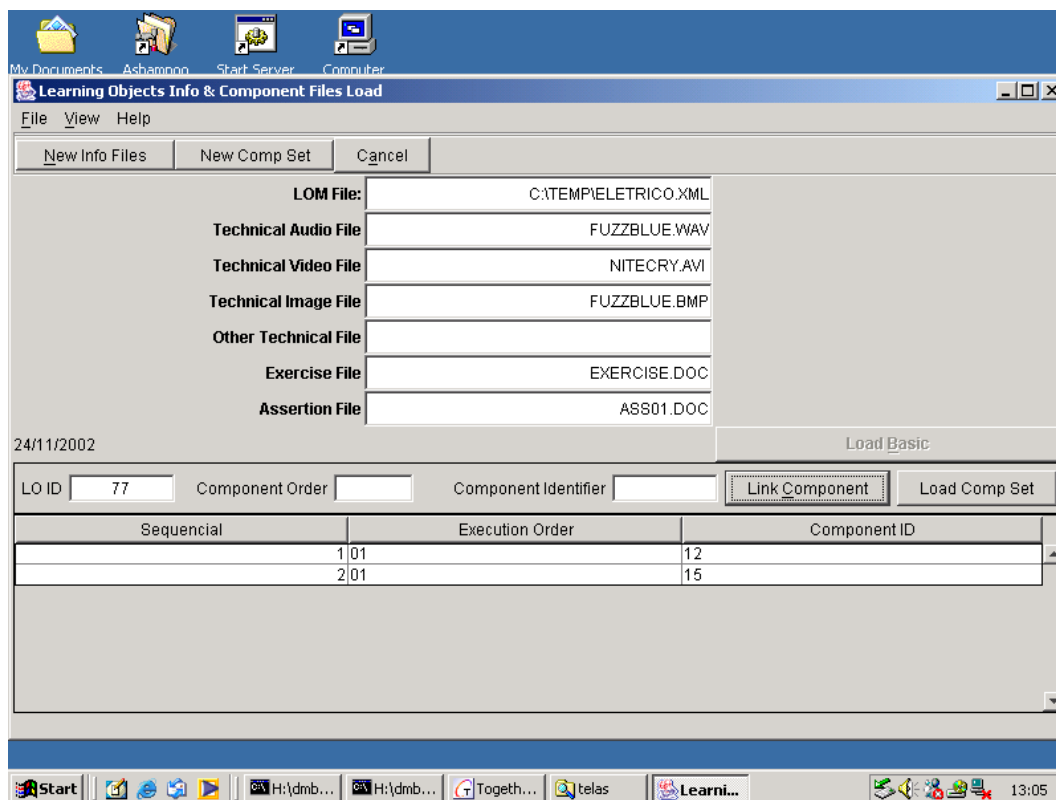 My Documents Ashampoo Start Server Computer
Learning Objects Info & Component Files Load
File View Help
New Info Files New Comp Set Cancel
LOM File: C:\TEMP\ELETRICO.XML
Technical Audio File FUZZBLUE.WAV
Technical Video File NITECRY.AVI
Technical Image File FUZZBLUE.BMP
Other Technical File
Exercise File EXERCISE.DOC
Assertion File ASS01.DOC
24/11/2002 Load Basic
LO ID 77 Component Order Component Identifier Link Component Load Comp Set
Sequencial Execution Order Component ID
1 01 12
2 01 15
Start H:\dmb... H:\dmb... Togeth... telas Learni... 13:05